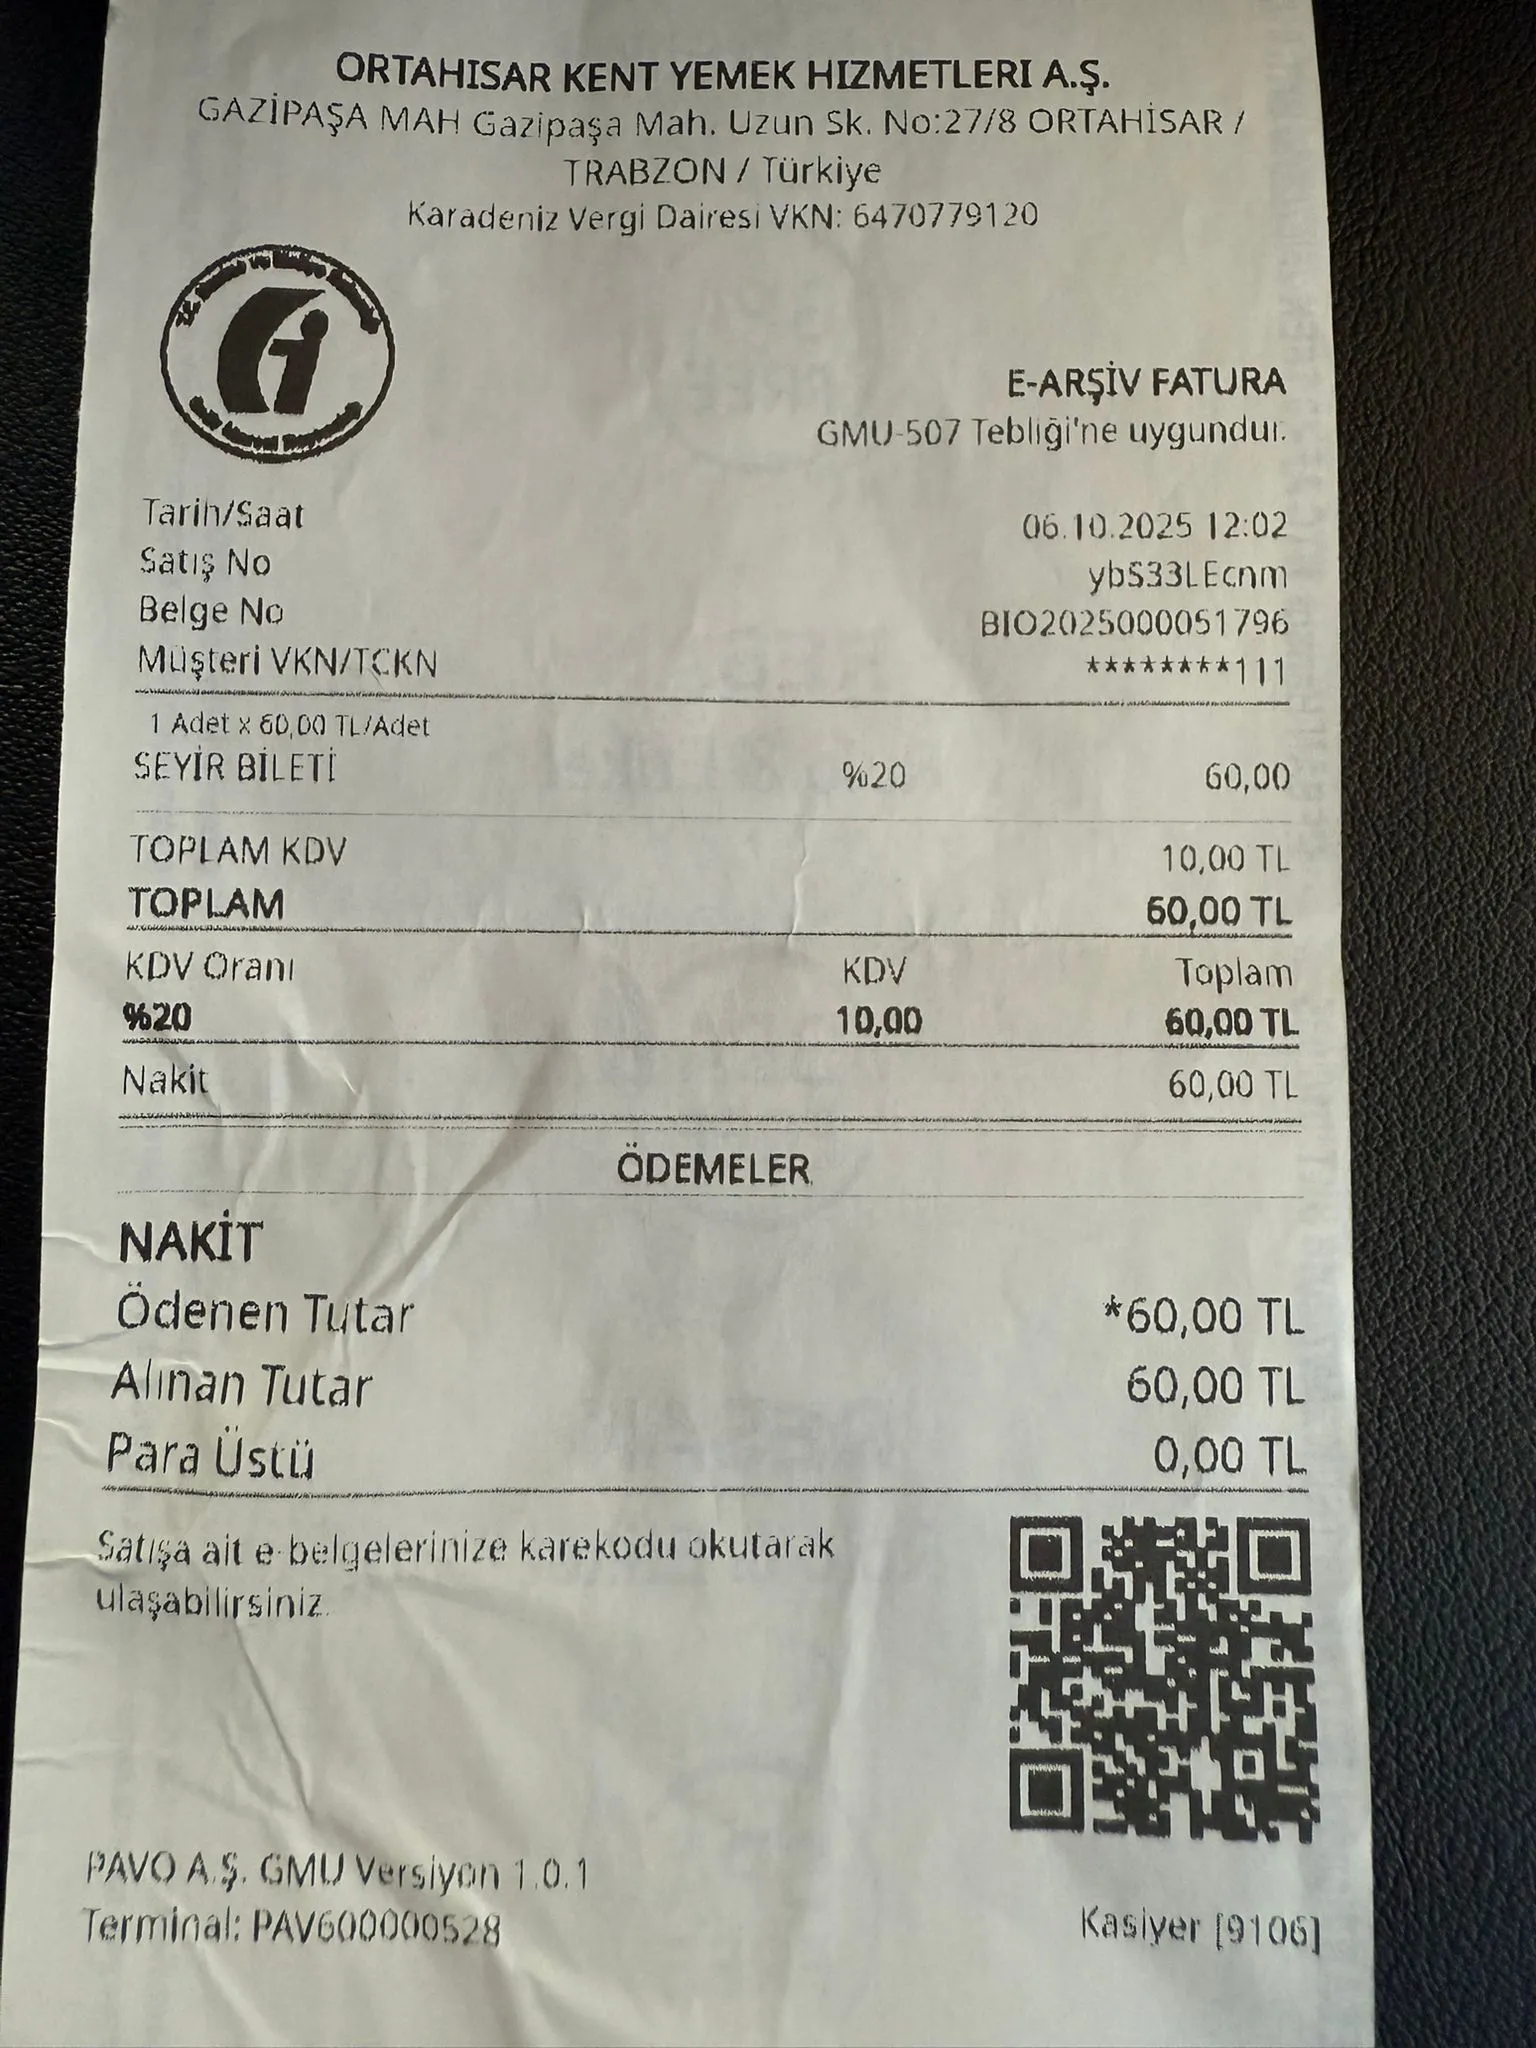 ORTAHISAR KENT YEMEK HIZMETLERI A.Ş.
GAZİPAŞA MAH Gazipaşa Mah. Uzun Sk. No:27/8 ORTAHİSAR /
TRABZON / Türkiye
Karadeniz Vergi Dairesi VKN: 6470779120
E-ARŞİV FATURA
GMU-507 Tebliği'ne uygundur.
Tarih/Saat 06.10.2025 12:02
Satış No ybS33LEcnm
Belge No BIO2025000051796
Müşteri VKN/TCKN ********111
1 Adet x 60,00 TL/Adet
SEYİR BİLETİ %20 60,00
TOPLAM KDV 10,00 TL
TOPLAM 60,00 TL
KDV Oranı KDV Toplam
%20 10,00 60,00 TL
Nakit 60,00 TL
ÖDEMELER
NAKİT
Ödenen Tutar *60,00 TL
Alınan Tutar 60,00 TL
Para Üstü 0,00 TL
Satışa ait e-belgelerinize karekodu okutarak
ulaşabilirsiniz.
PAVO A.Ş. GMU Versiyon 1.0.1
Terminal: PAV600000528 Kasiyer [9106]